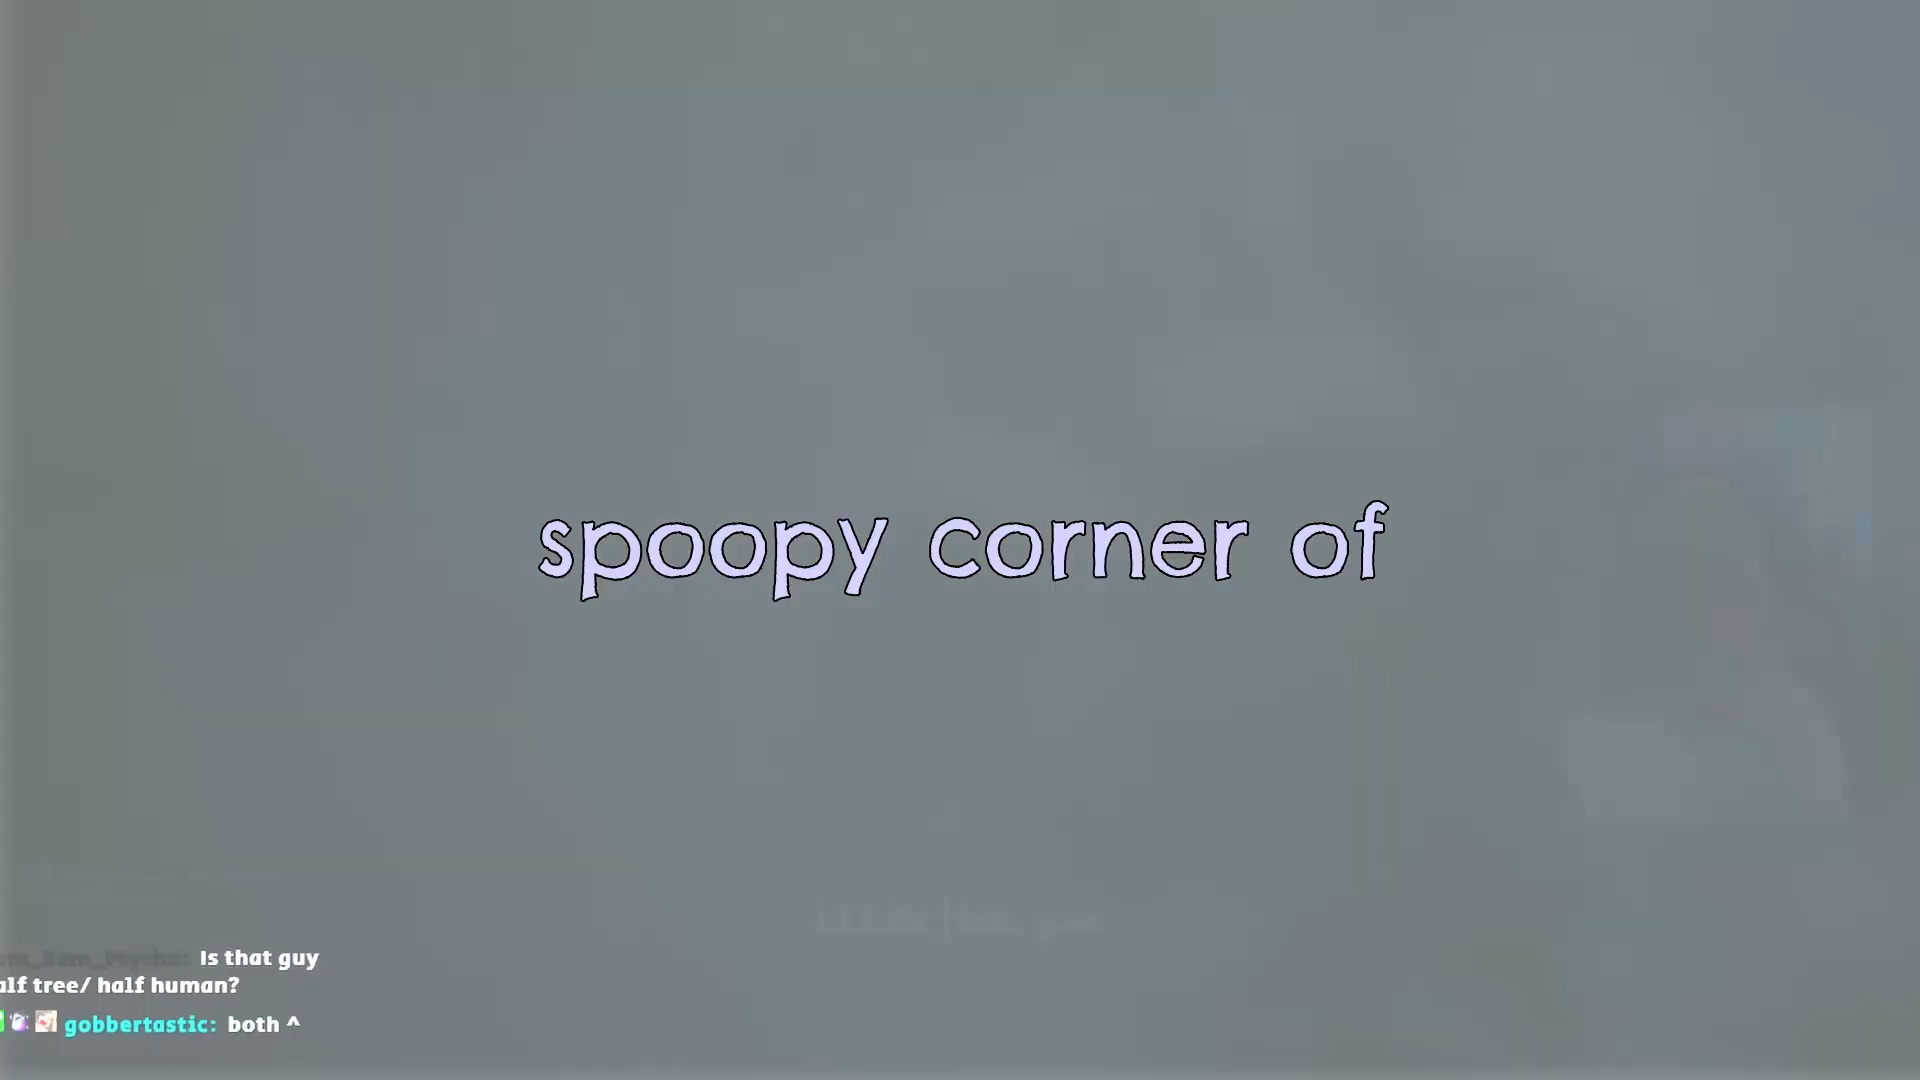 spoopy corner of
Is that guy
alf tree/ half human?
gobbertastic: both ^